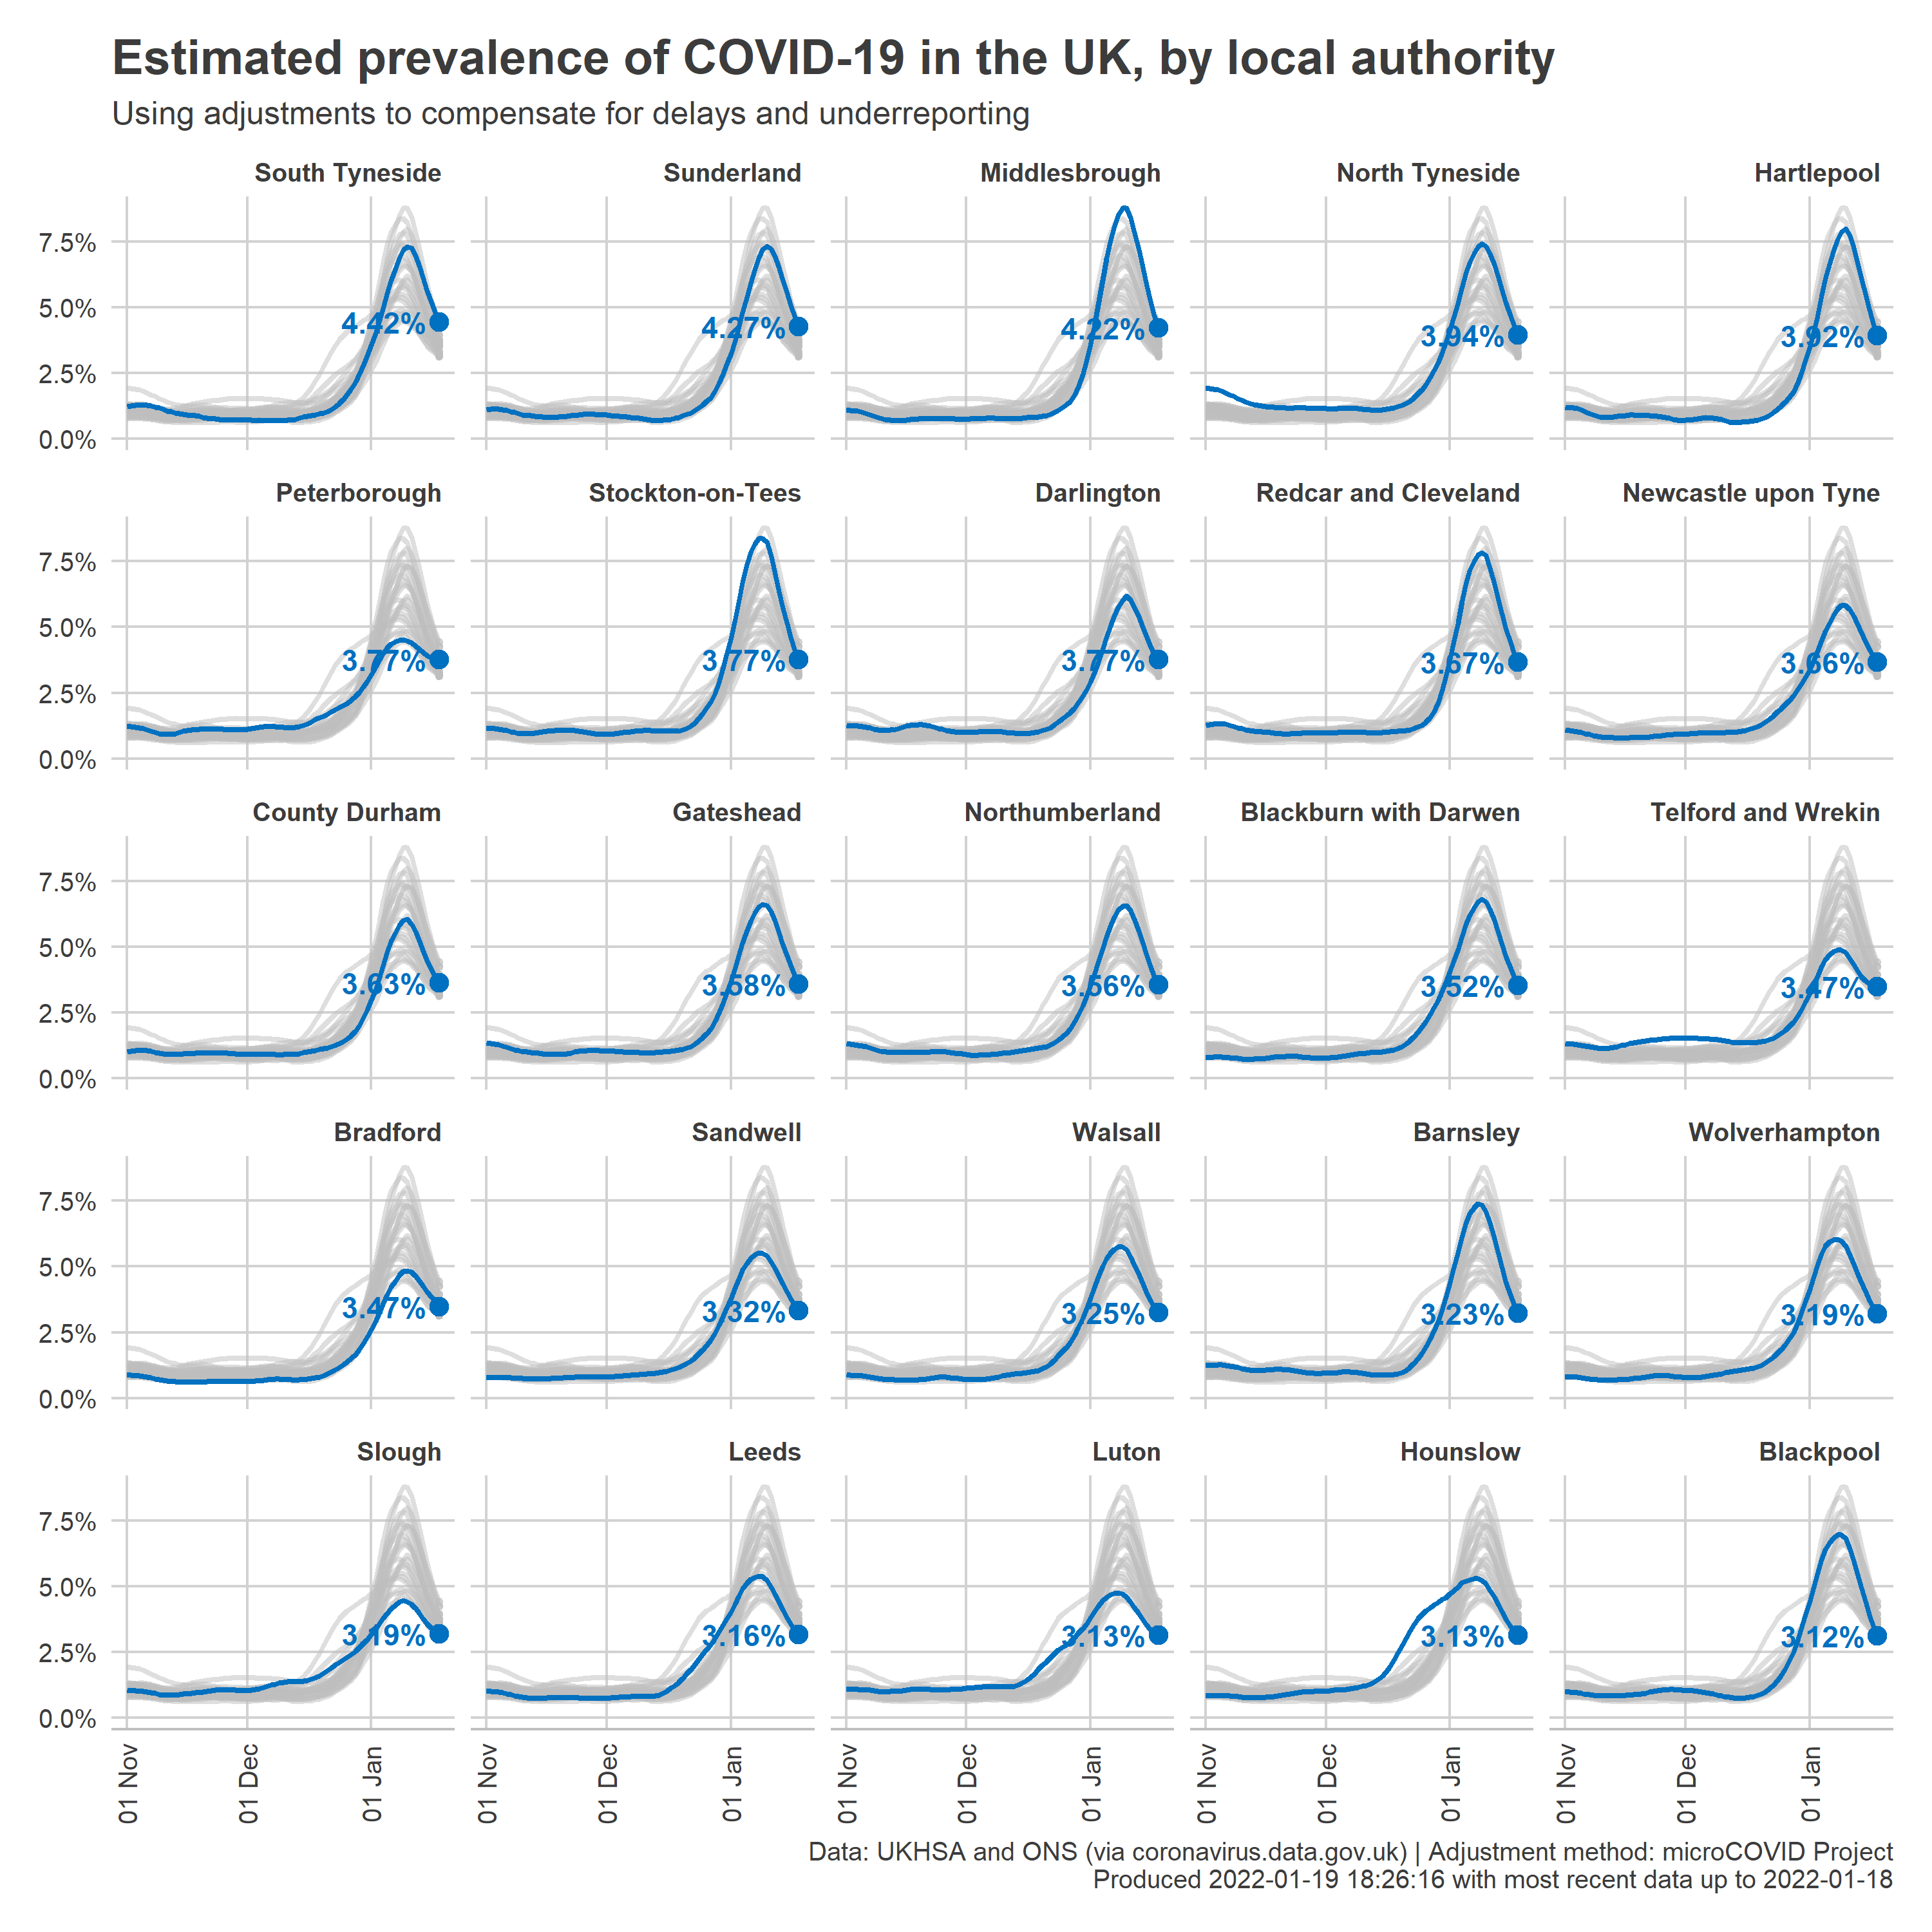 Estimated prevalence of COVID-19 in the UK, by local authority
Using adjustments to compensate for delays and underreporting
South Tyneside
Sunderland
Middlesbrough
North Tyneside
Hartlepool
7.5%
5.0%
2.5%
0.0%
4.42%
4.27%
4.22%
3.94%
3.92%
Peterborough
Stockton-on-Tees
Darlington
Redcar and Cleveland
Newcastle upon Tyne
7.5%
5.0%
2.5%
0.0%
3.77%
3.77%
3.77%
3.67%
3.66%
County Durham
Gateshead
Northumberland
Blackburn with Darwen
Telford and Wrekin
7.5%
5.0%
2.5%
0.0%
3.63%
3.58%
3.56%
3.52%
3.47%
Bradford
Sandwell
Walsall
Barnsley
Wolverhampton
7.5%
5.0%
2.5%
0.0%
3.47%
3.32%
3.25%
3.23%
3.19%
Slough
Leeds
Luton
Hounslow
Blackpool
7.5%
5.0%
2.5%
0.0%
3.19%
3.16%
3.13%
3.13%
3.12%
01 Nov
01 Dec
01 Jan
01 Nov
01 Dec
01 Jan
01 Nov
01 Dec
01 Jan
01 Nov
01 Dec
01 Jan
01 Nov
01 Dec
01 Jan
Data: UKHSA and ONS (via coronavirus.data.gov.uk) | Adjustment method: microCOVID Project
Produced 2022-01-19 18:26:16 with most recent data up to 2022-01-18